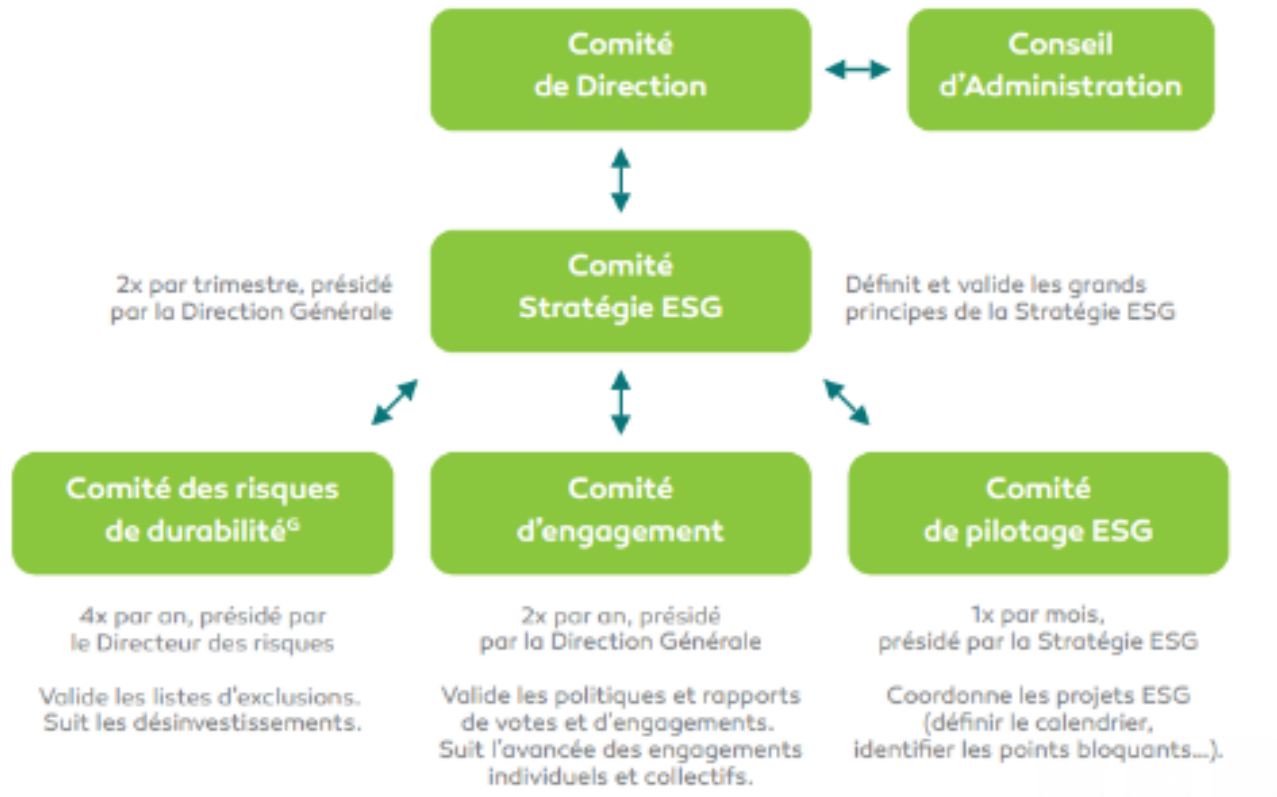 Comité
de Direction
Conseil
d'Administration
2x par trimestre, présidé
par la Direction Générale
Comité
Stratégie ESG
Définit et valide les grands
principes de la Stratégie ESG
Comité des risques
de durabilitéᴳ
4x par an, présidé par
le Directeur des risques
Valide les listes d'exclusions.
Suit les désinvestissements.
Comité
d'engagement
2x par an, présidé
par la Direction Générale
Valide les politiques et rapports
de votes et d'engagements.
Suit l'avancée des engagements
individuels et collectifs.
Comité
de pilotage ESG
1x par mois,
présidé par la Stratégie ESG
Coordonne les projets ESG
(définir le calendrier,
identifier les points bloquants...).